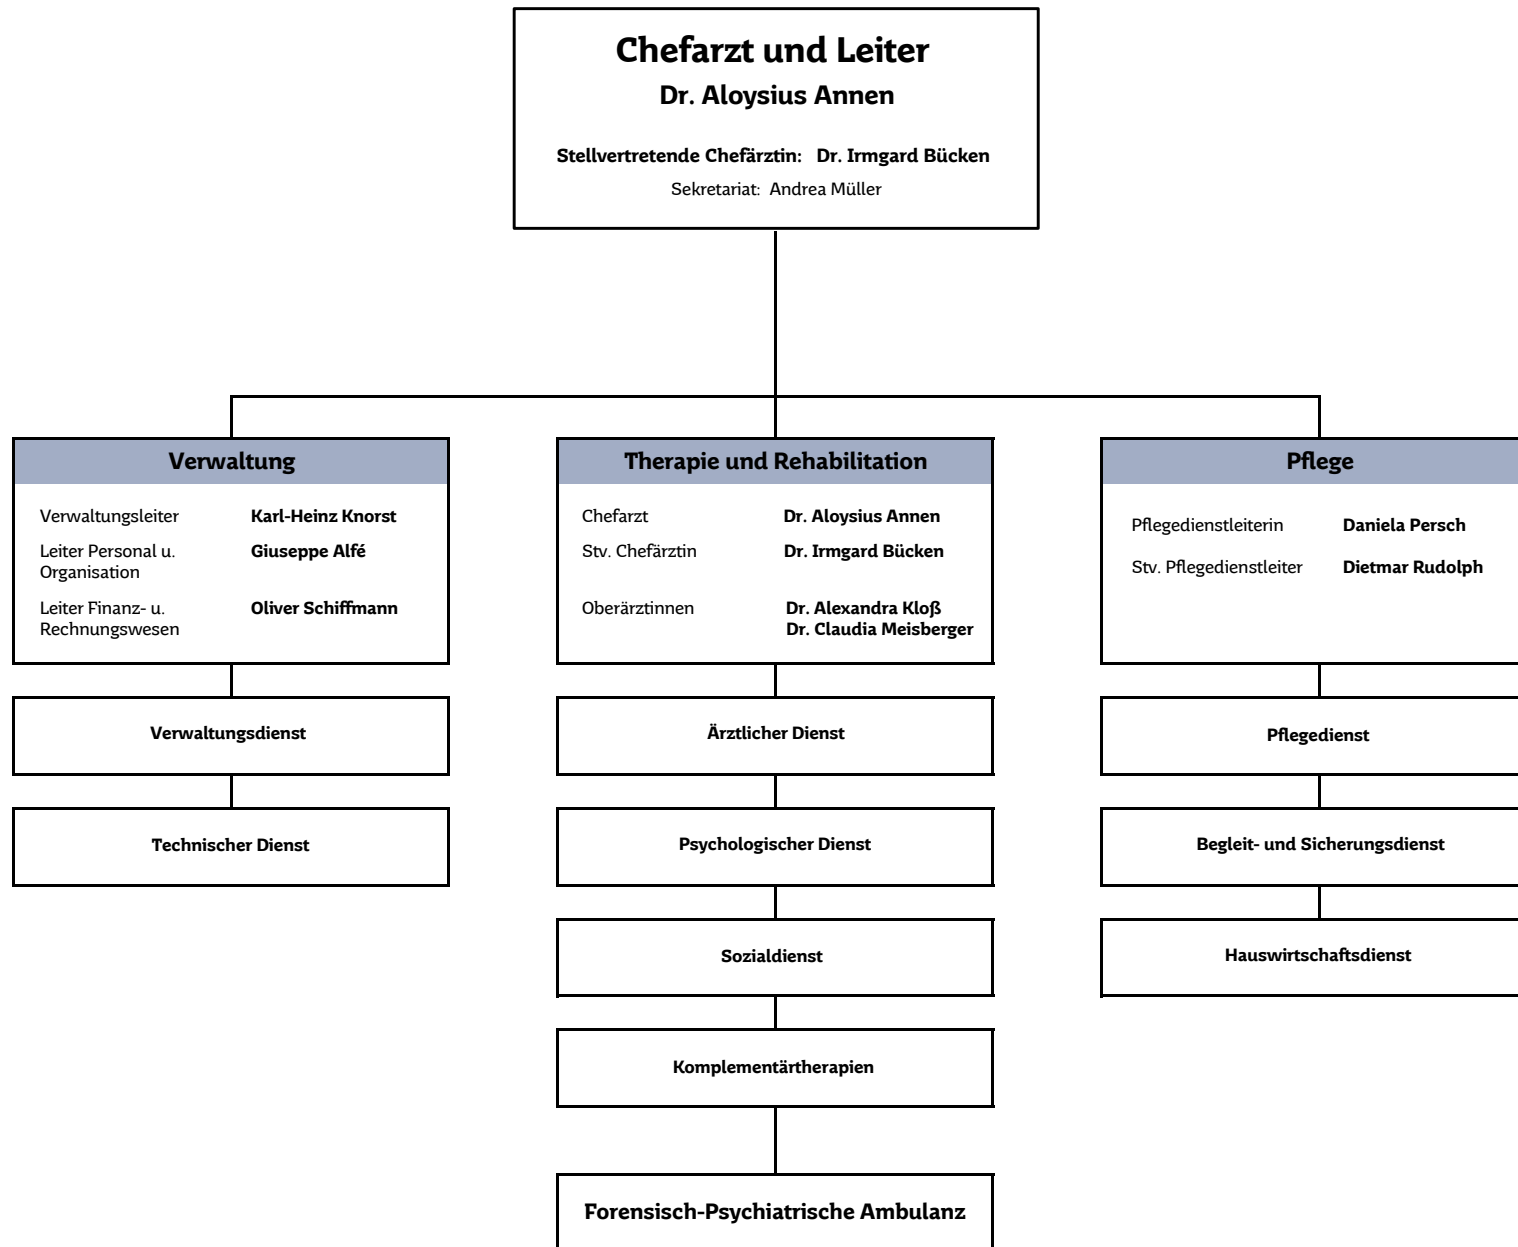 Chefarzt und Leiter
Dr. Aloysius Annen
Stellvertretende Chefärztin: Dr. Irmgard Bücken
Sekretariat: Andrea Müller
Verwaltung
Verwaltungsleiter Karl-Heinz Knorst
Leiter Personal u. Giuseppe Alfé
Organisation
Leiter Finanz- u. Oliver Schiffmann
Rechnungswesen
Verwaltungsdienst
Technischer Dienst
Therapie und Rehabilitation
Chefarzt Dr. Aloysius Annen
Stv. Chefärztin Dr. Irmgard Bücken
Oberärztinnen Dr. Alexandra Kloß
Dr. Claudia Meisberger
Ärztlicher Dienst
Psychologischer Dienst
Sozialdienst
Komplementärtherapien
Forensisch-Psychiatrische Ambulanz
Pflege
Pflegedienstleiterin Daniela Persch
Stv. Pflegedienstleiter Dietmar Rudolph
Pflegedienst
Begleit- und Sicherungsdienst
Hauswirtschaftsdienst